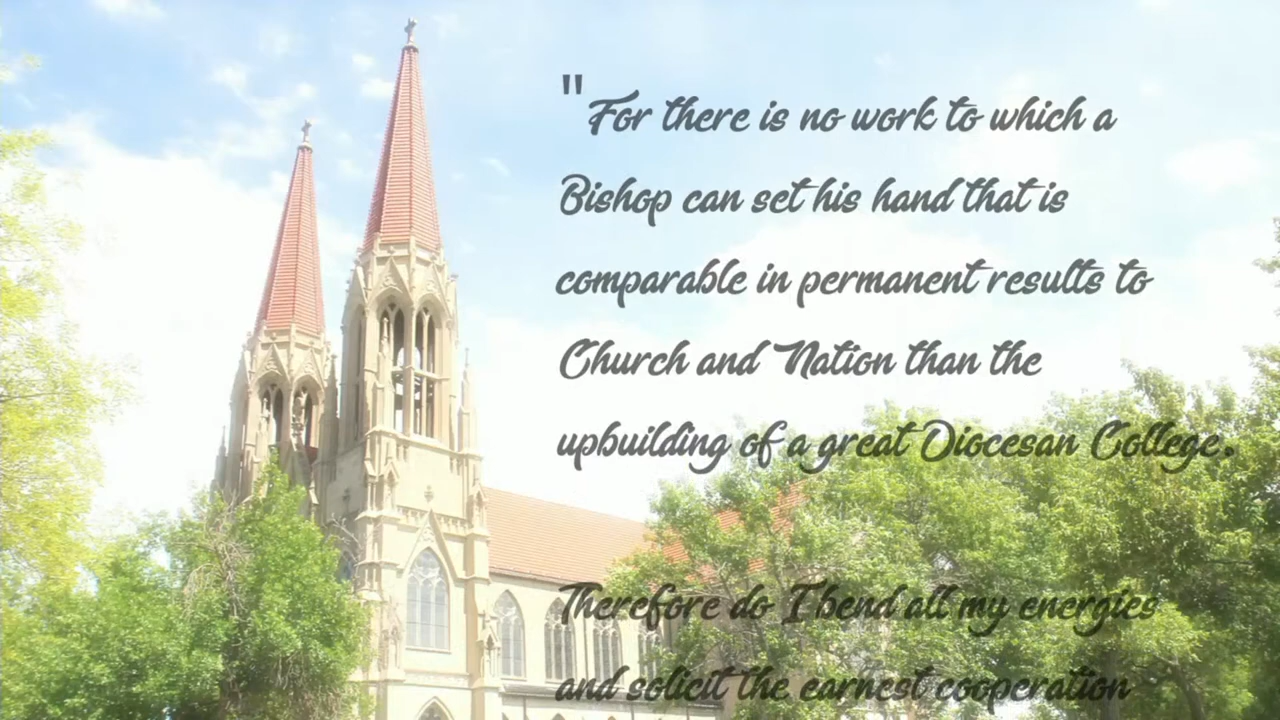 "For there is no work to which a
Bishop can set his hand that is
comparable in permanent results to
Church and Nation than the
upbuilding of a great Diocesan College.
Therefore do I bend all my energies
and solicit the earnest cooperation